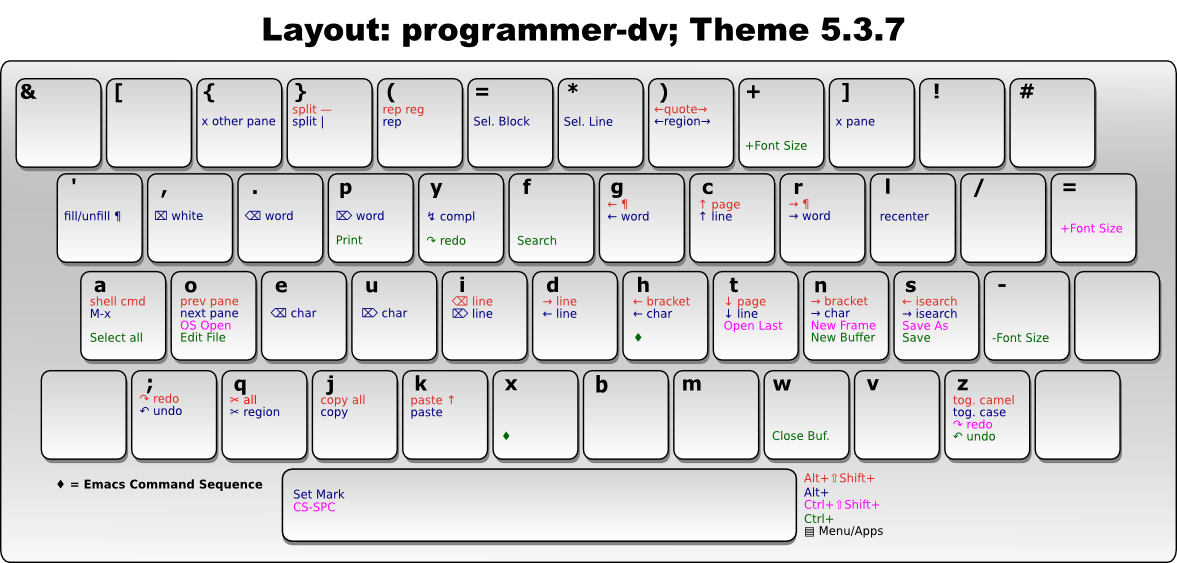 Layout: programmer-dv; Theme 5.3.7
& [ { } ( = * ) + ] ! #
split — rep reg ←quote→
x other pane split | rep Sel. Block Sel. Line ←region→ x pane
+Font Size
' , . p y f g c r l / =
← ¶ ↑ page → ¶
fill/unfill ¶ ⌧ white ⌫ word ⌦ word ↯ compl ← word ↑ line → word recenter
+Font Size
Print ↷ redo Search
a o e u i d h t n s -
shell cmd prev pane ⌫ line → line ← bracket ↓ page → bracket ← isearch
M-x next pane ⌫ char ⌦ char ⌦ line ← line ← char ↓ line → char → isearch
OS Open Open Last New Frame Save As
Select all Edit File ♦ New Buffer Save -Font Size
; q j k x b m w v z
↷ redo ✂ all copy all paste ↑ tog. camel
↶ undo ✂ region copy paste tog. case
↷ redo
♦ Close Buf. ↶ undo
♦ = Emacs Command Sequence
Set Mark
CS-SPC
Alt+⇧Shift+
Alt+
Ctrl+⇧Shift+
Ctrl+
▤ Menu/Apps